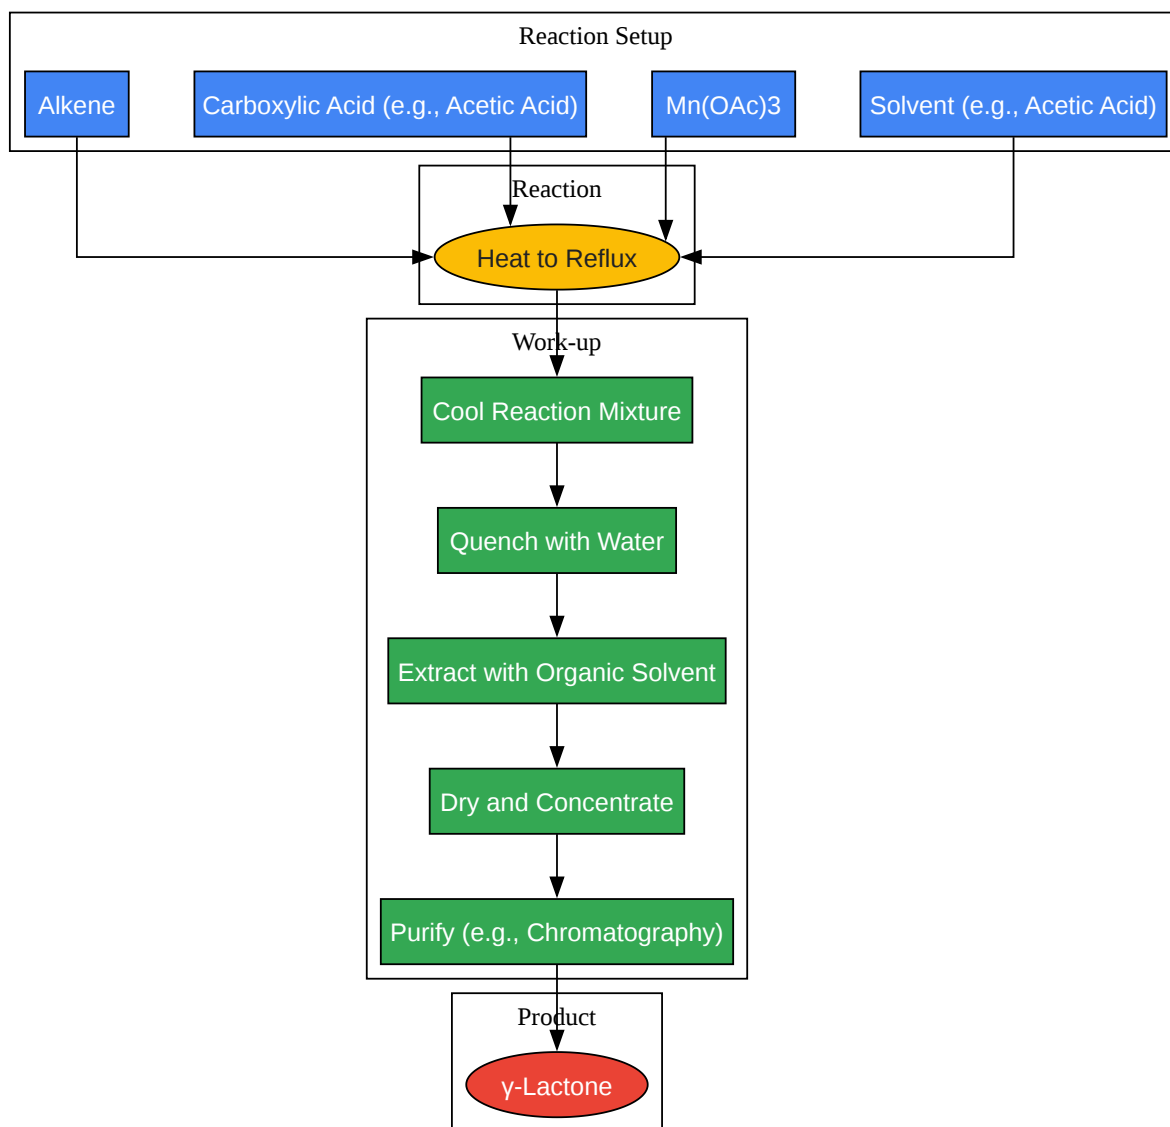 Reaction Setup
Alkene
Carboxylic Acid (e.g., Acetic Acid)
Mn(OAc)3
Solvent (e.g., Acetic Acid)
Reaction
Heat to Reflux
Work-up
Cool Reaction Mixture
Quench with Water
Extract with Organic Solvent
Dry and Concentrate
Purify (e.g., Chromatography)
Product
γ-Lactone